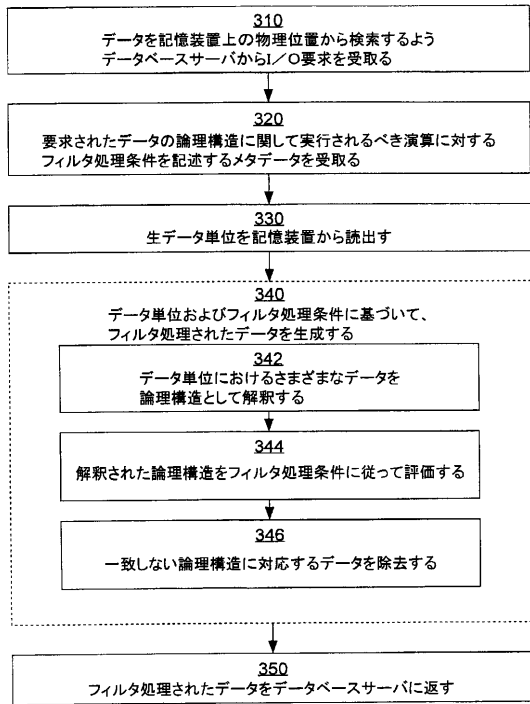 310
データを記憶装置上の物理位置から検索するよう
データベースサーバからI／O要求を受取る
320
要求されたデータの論理構造に関して実行されるべき演算に対する
フィルタ処理条件を記述するメタデータを受取る
330
生データ単位を記憶装置から読出す
340
データ単位およびフィルタ処理条件に基づいて、
フィルタ処理されたデータを生成する
342
データ単位におけるさまざまなデータを
論理構造として解釈する
344
解釈された論理構造をフィルタ処理条件に従って評価する
346
一致しない論理構造に対応するデータを除去する
350
フィルタ処理されたデータをデータベースサーバに返す